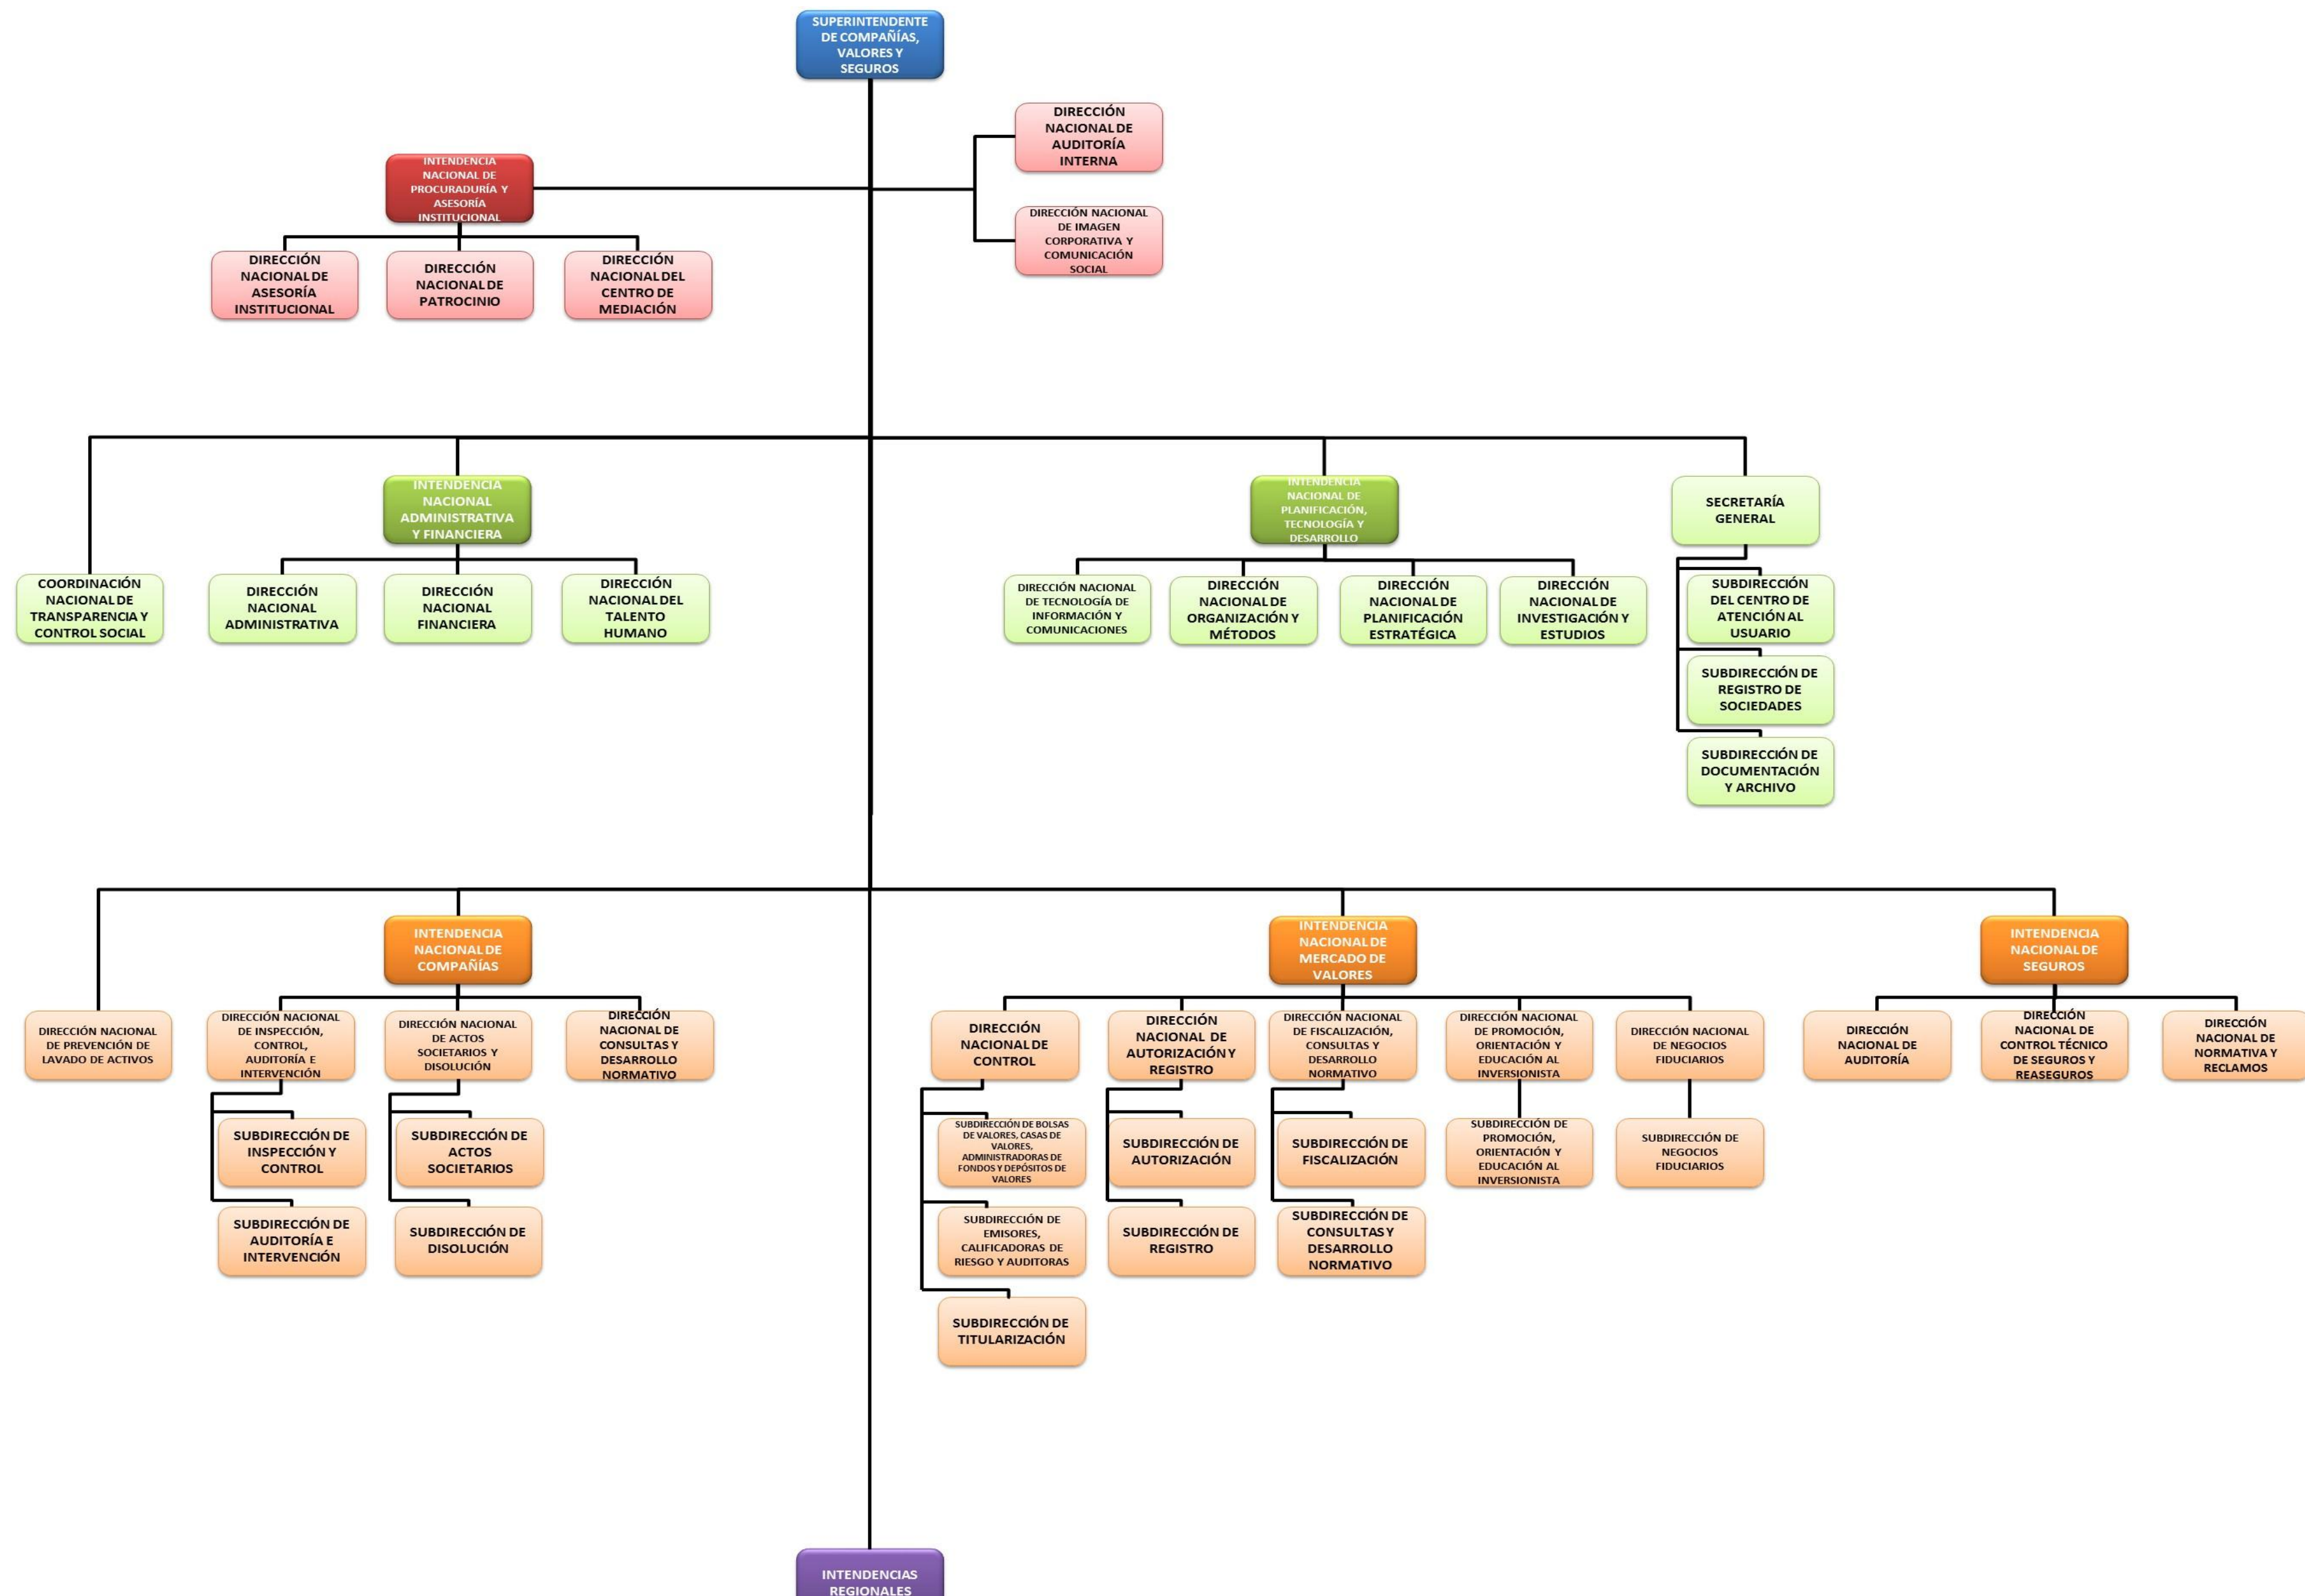 SUPERINTENDENTE
DE COMPAÑÍAS,
VALORES Y
SEGUROS
DIRECCIÓN
NACIONAL DE
AUDITORÍA
INTERNA
INTENDENCIA
NACIONAL DE
PROCURADURÍA Y
ASESORÍA
INSTITUCIONAL
DIRECCIÓN NACIONAL
DE IMAGEN
CORPORATIVA Y
COMUNICACIÓN
SOCIAL
DIRECCIÓN
NACIONAL DE
ASESORÍA
INSTITUCIONAL
DIRECCIÓN
NACIONAL DE
PATROCINIO
DIRECCIÓN
NACIONAL DEL
CENTRO DE
MEDIACIÓN
INTENDENCIA
NACIONAL
ADMINISTRATIVA
Y FINANCIERA
INTENDENCIA
NACIONAL DE
PLANIFICACIÓN,
TECNOLOGÍA Y
DESARROLLO
SECRETARÍA
GENERAL
COORDINACIÓN
NACIONAL DE
TRANSPARENCIA Y
CONTROL SOCIAL
DIRECCIÓN
NACIONAL
ADMINISTRATIVA
DIRECCIÓN
NACIONAL
FINANCIERA
DIRECCIÓN
NACIONAL DEL
TALENTO
HUMANO
DIRECCIÓN NACIONAL
DE TECNOLOGÍA DE
INFORMACIÓN Y
COMUNICACIONES
DIRECCIÓN
NACIONAL DE
ORGANIZACIÓN Y
MÉTODOS
DIRECCIÓN
NACIONAL DE
PLANIFICACIÓN
ESTRATÉGICA
DIRECCIÓN
NACIONAL DE
INVESTIGACIÓN Y
ESTUDIOS
SUBDIRECCIÓN
DEL CENTRO DE
ATENCIÓN AL
USUARIO
SUBDIRECCIÓN DE
REGISTRO DE
SOCIEDADES
SUBDIRECCIÓN DE
DOCUMENTACIÓN
Y ARCHIVO
INTENDENCIA
NACIONAL DE
COMPAÑÍAS
INTENDENCIA
NACIONAL DE
MERCADO DE
VALORES
INTENDENCIA
NACIONAL DE
SEGUROS
DIRECCIÓN NACIONAL
DE PREVENCIÓN DE
LAVADO DE ACTIVOS
DIRECCIÓN NACIONAL
DE INSPECCIÓN,
CONTROL,
AUDITORÍA E
INTERVENCIÓN
DIRECCIÓN NACIONAL
DE ACTOS
SOCIETARIOS Y
DISOLUCIÓN
DIRECCIÓN
NACIONAL DE
CONSULTAS Y
DESARROLLO
NORMATIVO
DIRECCIÓN
NACIONAL DE
CONTROL
DIRECCIÓN
NACIONAL DE
AUTORIZACIÓN Y
REGISTRO
DIRECCIÓN NACIONAL
DE FISCALIZACIÓN,
CONSULTAS Y
DESARROLLO
NORMATIVO
DIRECCIÓN NACIONAL
DE PROMOCIÓN,
ORIENTACIÓN Y
EDUCACIÓN AL
INVERSIONISTA
DIRECCIÓN NACIONAL
DE NEGOCIOS
FIDUCIARIOS
DIRECCIÓN
NACIONAL DE
AUDITORÍA
DIRECCIÓN
NACIONAL DE
CONTROL TÉCNICO
DE SEGUROS Y
REASEGUROS
DIRECCIÓN
NACIONAL DE
NORMATIVA Y
RECLAMOS
SUBDIRECCIÓN DE
INSPECCIÓN Y
CONTROL
SUBDIRECCIÓN DE
ACTOS
SOCIETARIOS
SUBDIRECCIÓN DE BOLSAS
DE VALORES, CASAS DE
VALORES,
ADMINISTRADORAS DE
FONDOS Y DEPÓSITOS DE
VALORES
SUBDIRECCIÓN DE
AUTORIZACIÓN
SUBDIRECCIÓN DE
FISCALIZACIÓN
SUBDIRECCIÓN DE
PROMOCIÓN,
ORIENTACIÓN Y
EDUCACIÓN AL
INVERSIONISTA
SUBDIRECCIÓN DE
NEGOCIOS
FIDUCIARIOS
SUBDIRECCIÓN DE
AUDITORÍA E
INTERVENCIÓN
SUBDIRECCIÓN DE
DISOLUCIÓN
SUBDIRECCIÓN DE
EMISORES,
CALIFICADORAS DE
RIESGO Y AUDITORAS
SUBDIRECCIÓN DE
REGISTRO
SUBDIRECCIÓN DE
CONSULTAS Y
DESARROLLO
NORMATIVO
SUBDIRECCIÓN DE
TITULARIZACIÓN
INTENDENCIAS
REGIONALES